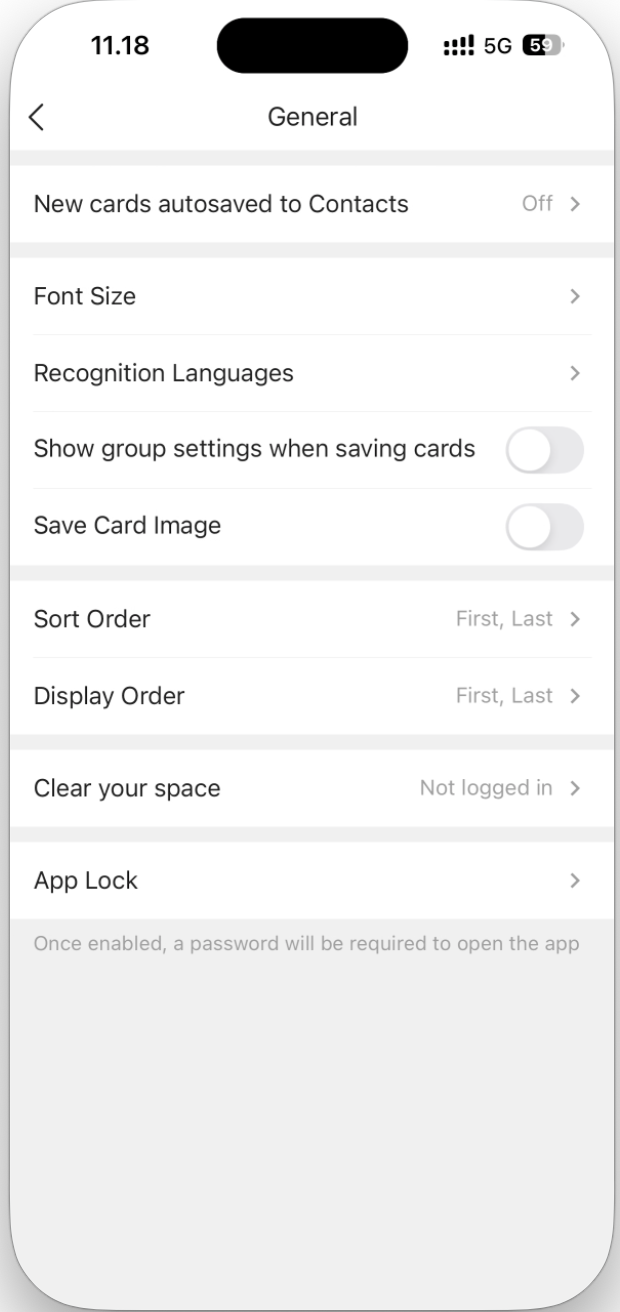 11.18
5G
59
General
New cards autosaved to Contacts
Off
Font Size
Recognition Languages
Show group settings when saving cards
Save Card Image
Sort Order
First, Last
Display Order
First, Last
Clear your space
Not logged in
App Lock
Once enabled, a password will be required to open the app